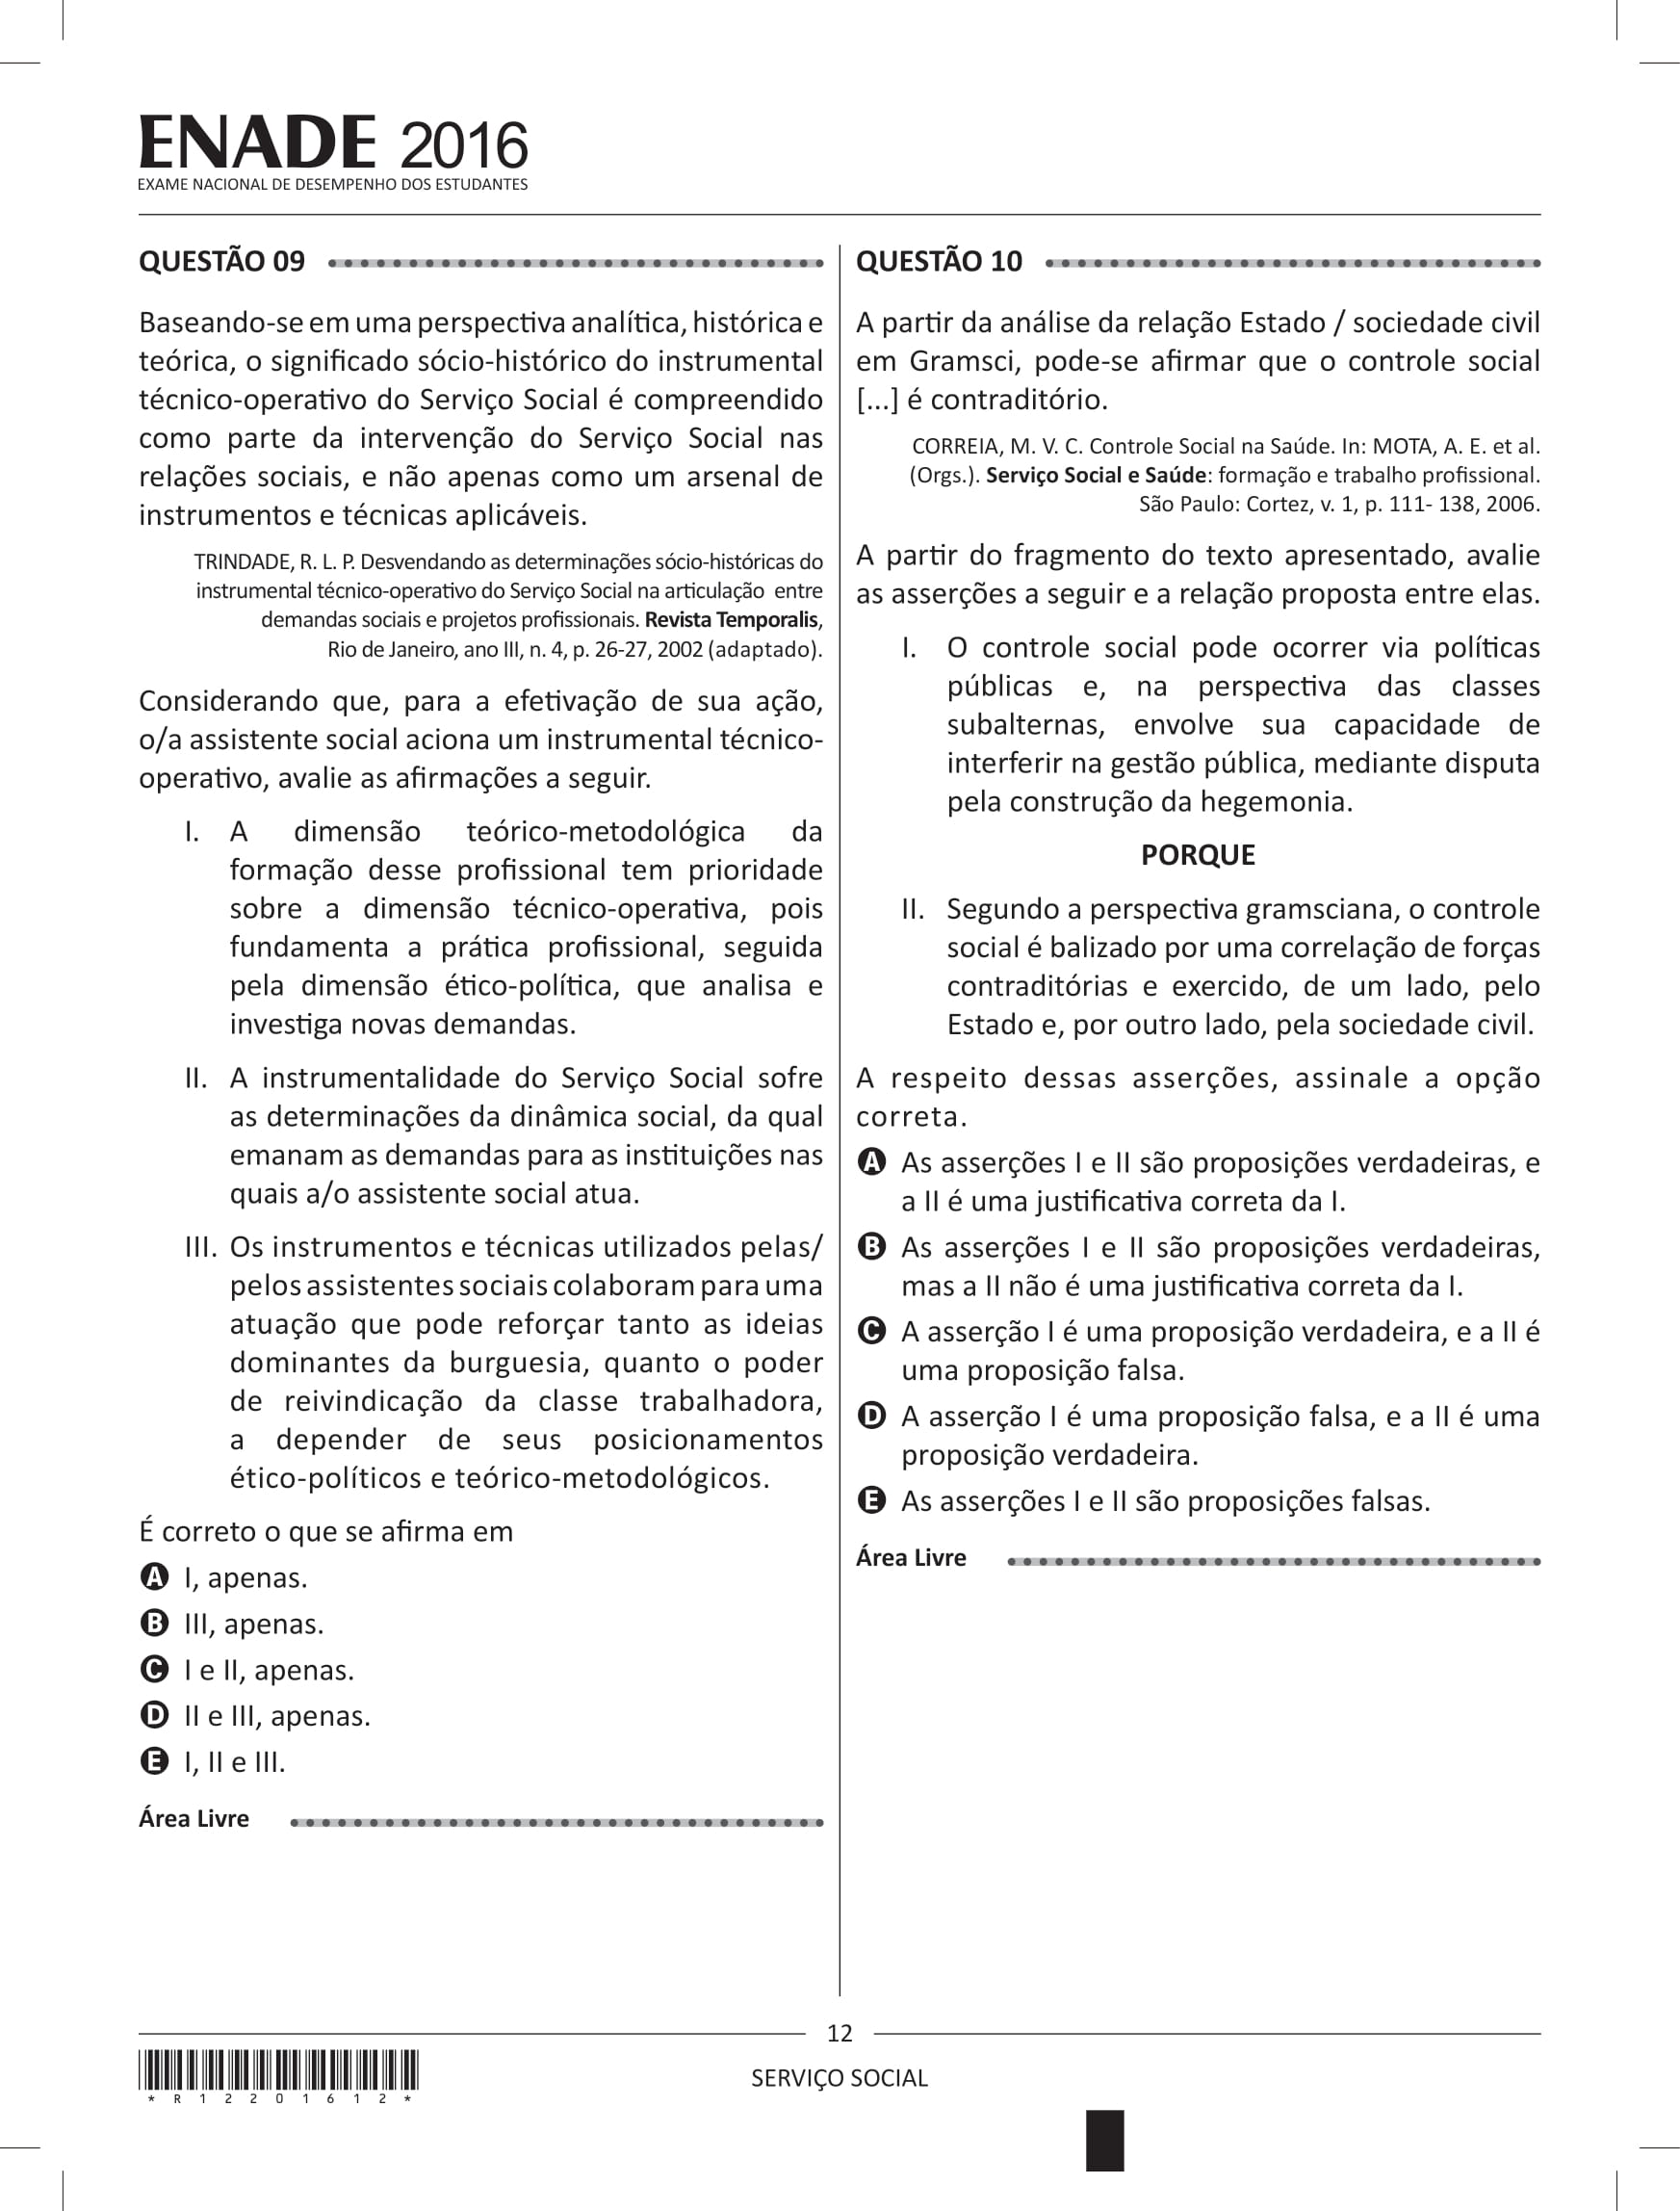 ENADE 2016
EXAME NACIONAL DE DESEMPENHO DOS ESTUDANTES
QUESTÃO 09
Baseando-se em uma perspectiva analítica, histórica e
teórica, o significado sócio-histórico do instrumental
técnico-operativo do Serviço Social é compreendido
como parte da intervenção do Serviço Social nas
relações sociais, e não apenas como um arsenal de
instrumentos e técnicas aplicáveis.
TRINDADE, R. L. P. Desvendando as determinações sócio-históricas do
instrumental técnico-operativo do Serviço Social na articulação entre
demandas sociais e projetos profissionais. Revista Temporalis,
Rio de Janeiro, ano III, n. 4, p. 26-27, 2002 (adaptado).
Considerando que, para a efetivação de sua ação,
o/a assistente social aciona um instrumental técnico-
operativo, avalie as afirmações a seguir.
I. A dimensão teórico-metodológica da
formação desse profissional tem prioridade
sobre a dimensão técnico-operativa, pois
fundamenta a prática profissional, seguida
pela dimensão ético-política, que analisa e
investiga novas demandas.
II. A instrumentalidade do Serviço Social sofre
as determinações da dinâmica social, da qual
emanam as demandas para as instituições nas
quais a/o assistente social atua.
III. Os instrumentos e técnicas utilizados pelas/
pelos assistentes sociais colaboram para uma
atuação que pode reforçar tanto as ideias
dominantes da burguesia, quanto o poder
de reivindicação da classe trabalhadora,
a depender de seus posicionamentos
ético-políticos e teórico-metodológicos.
É correto o que se afirma em
A I, apenas.
B III, apenas.
C I e II, apenas.
D II e III, apenas.
E I, II e III.
Área Livre
QUESTÃO 10
A partir da análise da relação Estado / sociedade civil
em Gramsci, pode-se afirmar que o controle social
[...] é contraditório.
CORREIA, M. V. C. Controle Social na Saúde. In: MOTA, A. E. et al.
(Orgs.). Serviço Social e Saúde: formação e trabalho profissional.
São Paulo: Cortez, v. 1, p. 111- 138, 2006.
A partir do fragmento do texto apresentado, avalie
as asserções a seguir e a relação proposta entre elas.
I. O controle social pode ocorrer via políticas
públicas e, na perspectiva das classes
subalternas, envolve sua capacidade de
interferir na gestão pública, mediante disputa
pela construção da hegemonia.
PORQUE
II. Segundo a perspectiva gramsciana, o controle
social é balizado por uma correlação de forças
contraditórias e exercido, de um lado, pelo
Estado e, por outro lado, pela sociedade civil.
A respeito dessas asserções, assinale a opção
correta.
A As asserções I e II são proposições verdadeiras, e
a II é uma justificativa correta da I.
B As asserções I e II são proposições verdadeiras,
mas a II não é uma justificativa correta da I.
C A asserção I é uma proposição verdadeira, e a II é
uma proposição falsa.
D A asserção I é uma proposição falsa, e a II é uma
proposição verdadeira.
E As asserções I e II são proposições falsas.
Área Livre
12
SERVIÇO SOCIAL
* R 1 2 2 0 1 6 1 2 *